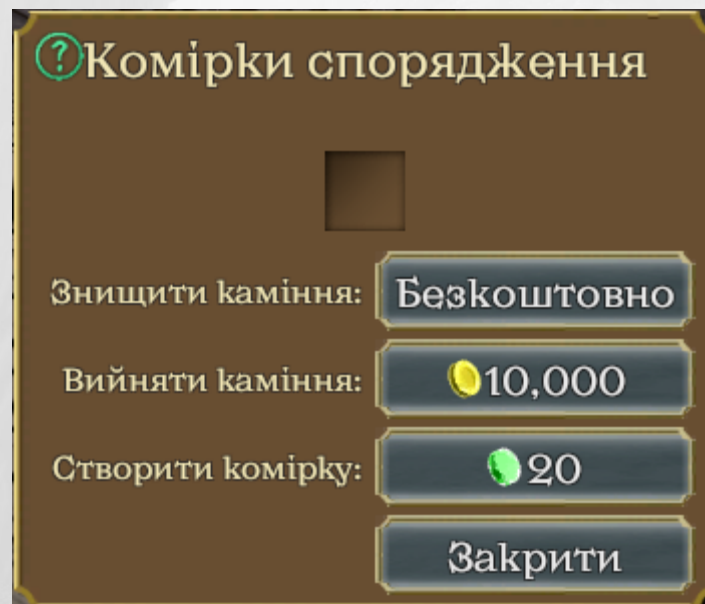 ? Комірки спорядження
Знищити каміння: Безкоштовно
Вийняти каміння: 10,000
Створити комірку: 20
Закрити